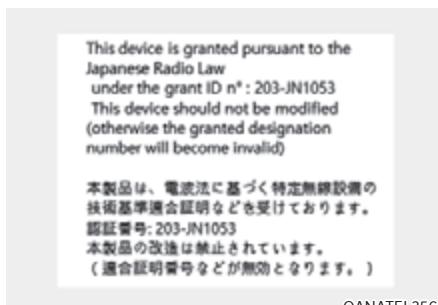 This device is granted pursuant to the
Japanese Radio Law
under the grant ID n° : 203-JN1053
This device should not be modified
(otherwise the granted designation
number will become invalid)
本製品は、電波法に基づく特定無線設備の
技術基準適合証明などを受けております。
認証番号: 203-JN1053
本製品の改造は禁止されています。
(適合証明番号などが無効となります。)